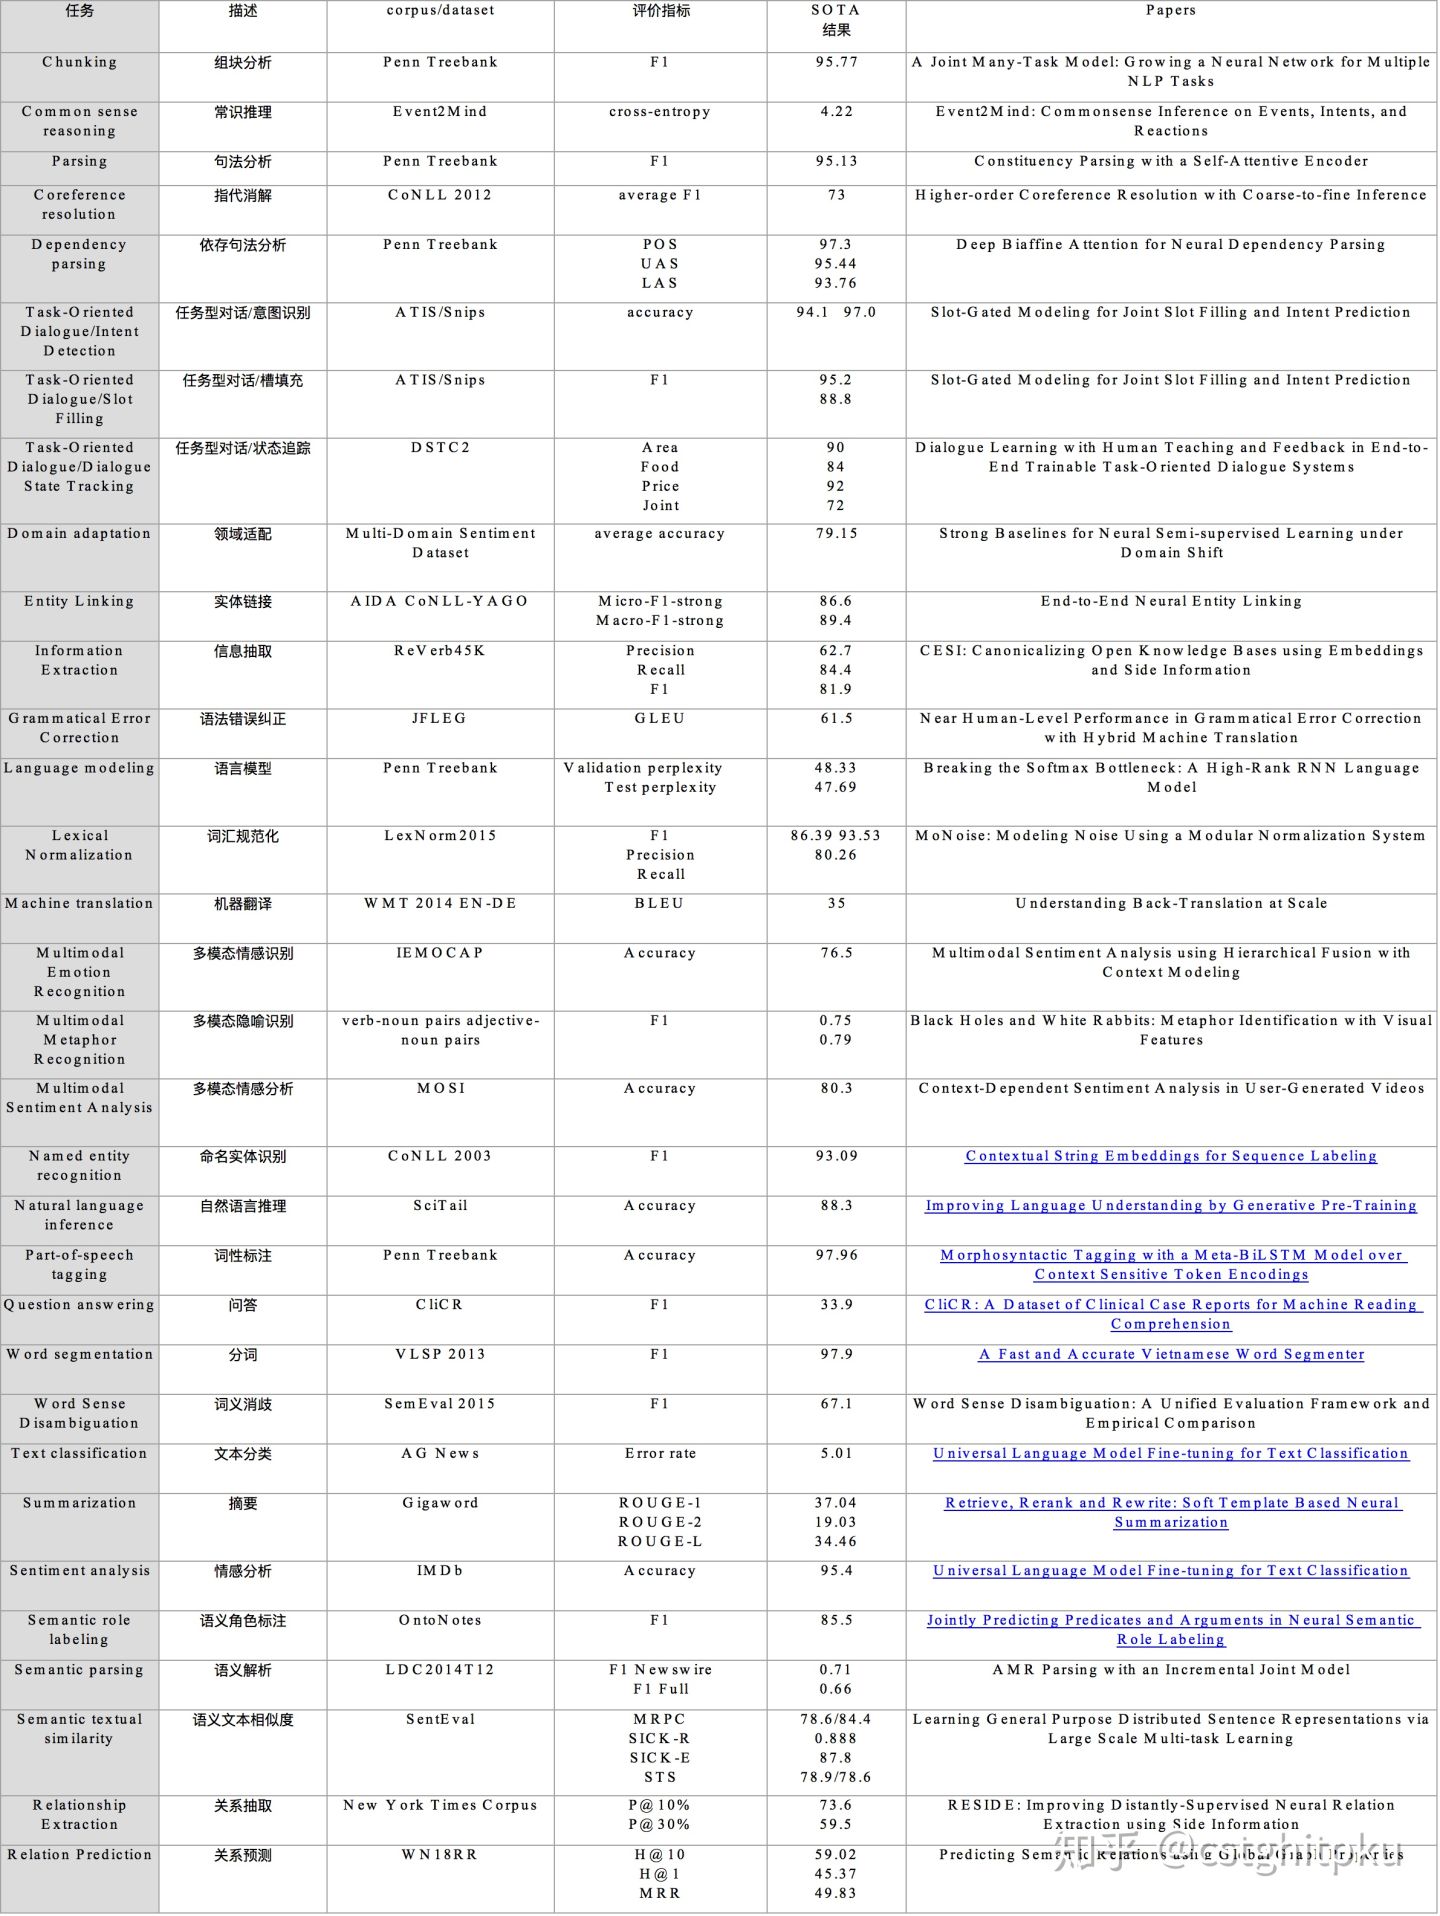 任务 描述 corpus/dataset 评价指标 SOTA Papers
结果
Chunking 组块分析 Penn Treebank F1 95.77 A Joint Many-Task Model: Growing a Neural Network for Multiple
NLP Tasks
Common sense 常识推理 Event2Mind cross-entropy 4.22 Event2Mind: Commonsense Inference on Events, Intents, and
reasoning Reactions
Parsing 句法分析 Penn Treebank F1 95.13 Constituency Parsing with a Self-Attentive Encoder
Coreference 指代消解 CoNLL 2012 average F1 73 Higher-order Coreference Resolution with Coarse-to-fine Inference
resolution
Dependency 依存句法分析 Penn Treebank POS 97.3 Deep Biaffine Attention for Neural Dependency Parsing
parsing UAS 95.44
LAS 93.76
Task-Oriented 任务型对话/意图识别 ATIS/Snips accuracy 94.1 97.0 Slot-Gated Modeling for Joint Slot Filling and Intent Prediction
Dialogue/Intent
Detection
Task-Oriented 任务型对话/槽填充 ATIS/Snips F1 95.2 Slot-Gated Modeling for Joint Slot Filling and Intent Prediction
Dialogue/Slot 88.8
Filling
Task-Oriented 任务型对话/状态追踪 DSTC2 Area 90 Dialogue Learning with Human Teaching and Feedback in End-to-
Dialogue/Dialogue Food 84 End Trainable Task-Oriented Dialogue Systems
State Tracking Price 92
Joint 72
Domain adaptation 领域适配 Multi-Domain Sentiment average accuracy 79.15 Strong Baselines for Neural Semi-supervised Learning under
Dataset Domain Shift
Entity Linking 实体链接 AIDA CoNLL-YAGO Micro-F1-strong 86.6 End-to-End Neural Entity Linking
Macro-F1-strong 89.4
Information 信息抽取 ReVerb45K Precision 62.7 CESI: Canonicalizing Open Knowledge Bases using Embeddings
Extraction Recall 84.4 and Side Information
F1 81.9
Grammatical Error 语法错误纠正 JFLEG GLEU 61.5 Near Human-Level Performance in Grammatical Error Correction
Correction with Hybrid Machine Translation
Language modeling 语言模型 Penn Treebank Validation perplexity 48.33 Breaking the Softmax Bottleneck: A High-Rank RNN Language
Test perplexity 47.69 Model
Lexical 词汇规范化 LexNorm2015 F1 86.39 93.53 MoNoise: Modeling Noise Using a Modular Normalization System
Normalization Precision 80.26
Recall
Machine translation 机器翻译 WMT 2014 EN-DE BLEU 35 Understanding Back-Translation at Scale
Multimodal 多模态情感识别 IEMOCAP Accuracy 76.5 Multimodal Sentiment Analysis using Hierarchical Fusion with
Emotion Context Modeling
Recognition
Multimodal 多模态隐喻识别 verb-noun pairs adjective- F1 0.75 Black Holes and White Rabbits: Metaphor Identification with Visual
Metaphor noun pairs 0.79 Features
Recognition
Multimodal 多模态情感分析 MOSI Accuracy 80.3 Context-Dependent Sentiment Analysis in User-Generated Videos
Sentiment Analysis
Named entity 命名实体识别 CoNLL 2003 F1 93.09 Contextual String Embeddings for Sequence Labeling
recognition
Natural language 自然语言推理 SciTail Accuracy 88.3 Improving Language Understanding by Generative Pre-Training
inference
Part-of-speech 词性标注 Penn Treebank Accuracy 97.96 Morphosyntactic Tagging with a Meta-BiLSTM Model over
tagging Context Sensitive Token Encodings
Question answering 问答 CliCR F1 33.9 CliCR: A Dataset of Clinical Case Reports for Machine Reading
Comprehension
Word segmentation 分词 VLSP 2013 F1 97.9 A Fast and Accurate Vietnamese Word Segmenter
Word Sense 词义消歧 SemEval 2015 F1 67.1 Word Sense Disambiguation: A Unified Evaluation Framework and
Disambiguation Empirical Comparison
Text classification 文本分类 AG News Error rate 5.01 Universal Language Model Fine-tuning for Text Classification
Summarization 摘要 Gigaword ROUGE-1 37.04 Retrieve, Rerank and Rewrite: Soft Template Based Neural
ROUGE-2 19.03 Summarization
ROUGE-L 34.46
Sentiment analysis 情感分析 IMDb Accuracy 95.4 Universal Language Model Fine-tuning for Text Classification
Semantic role 语义角色标注 OntoNotes F1 85.5 Jointly Predicting Predicates and Arguments in Neural Semantic
labeling Role Labeling
Semantic parsing 语义解析 LDC2014T12 F1 Newswire 0.71 AMR Parsing with an Incremental Joint Model
F1 Full 0.66
Semantic textual 语义文本相似度 SentEval MRPC 78.6/84.4 Learning General Purpose Distributed Sentence Representations via
similarity SICK-R 0.888 Large Scale Multi-task Learning
SICK-E 87.8
STS 78.9/78.6
Relationship 关系抽取 New York Times Corpus P@10% 73.6 RESIDE: Improving Distantly-Supervised Neural Relation
Extraction P@30% 59.5 Extraction using Side Information
Relation Prediction 关系预测 WN18RR H@10 59.02 Predicting Semantic Relations using Global Graph Properties
H@1 45.37
MRR 49.83
知乎 @cstghitpku